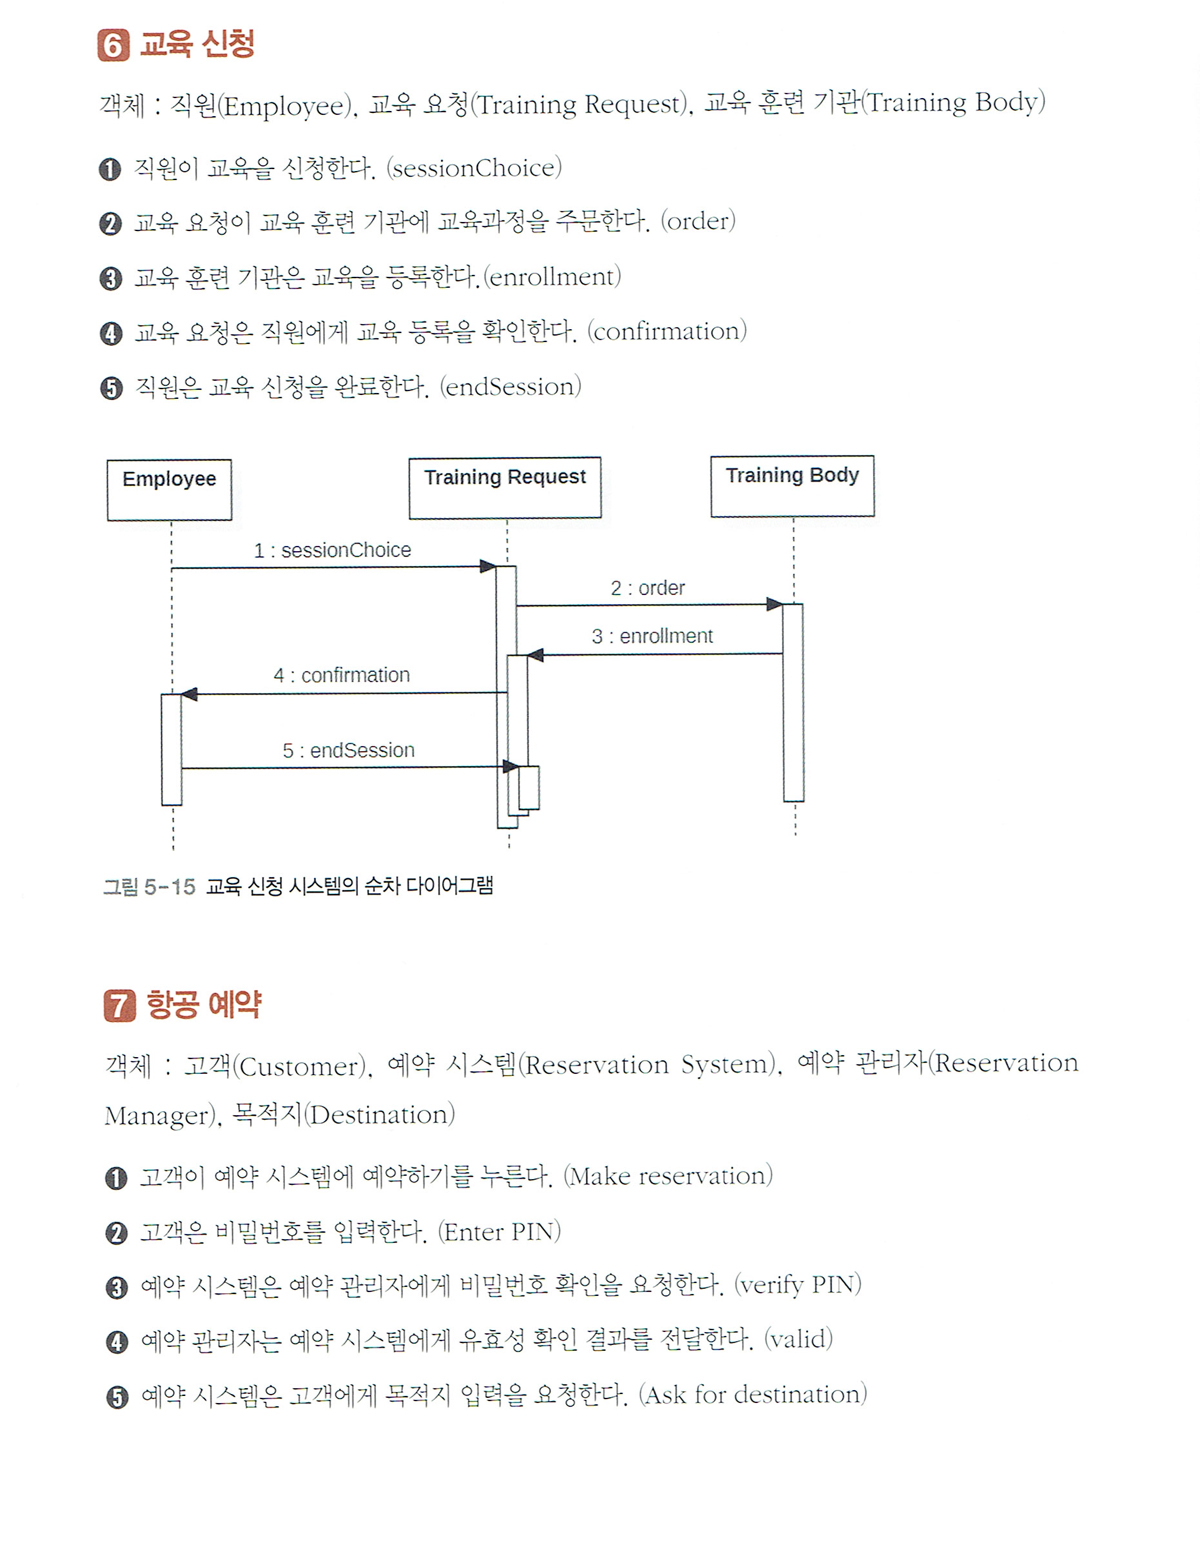 6 교육 신청
객체 : 직원(Employee), 교육 요청(Training Request), 교육 훈련 기관(Training Body)
❶ 직원이 교육을 신청한다. (sessionChoice)
❷ 교육 요청이 교육 훈련 기관에 교육과정을 주문한다. (order)
❸ 교육 훈련 기관은 교육을 등록한다.(enrollment)
❹ 교육 요청은 직원에게 교육 등록을 확인한다. (confirmation)
❺ 직원은 교육 신청을 완료한다. (endSession)
Employee
Training Request
Training Body
1 : sessionChoice
2 : order
3 : enrollment
4 : confirmation
5 : endSession
그림 5-15 교육 신청 시스템의 순차 다이어그램
7 항공 예약
객체 : 고객(Customer), 예약 시스템(Reservation System), 예약 관리자(Reservation
Manager), 목적지(Destination)
❶ 고객이 예약 시스템에 예약하기를 누른다. (Make reservation)
❷ 고객은 비밀번호를 입력한다. (Enter PIN)
❸ 예약 시스템은 예약 관리자에게 비밀번호 확인을 요청한다. (verify PIN)
❹ 예약 관리자는 예약 시스템에게 유효성 확인 결과를 전달한다. (valid)
❺ 예약 시스템은 고객에게 목적지 입력을 요청한다. (Ask for destination)